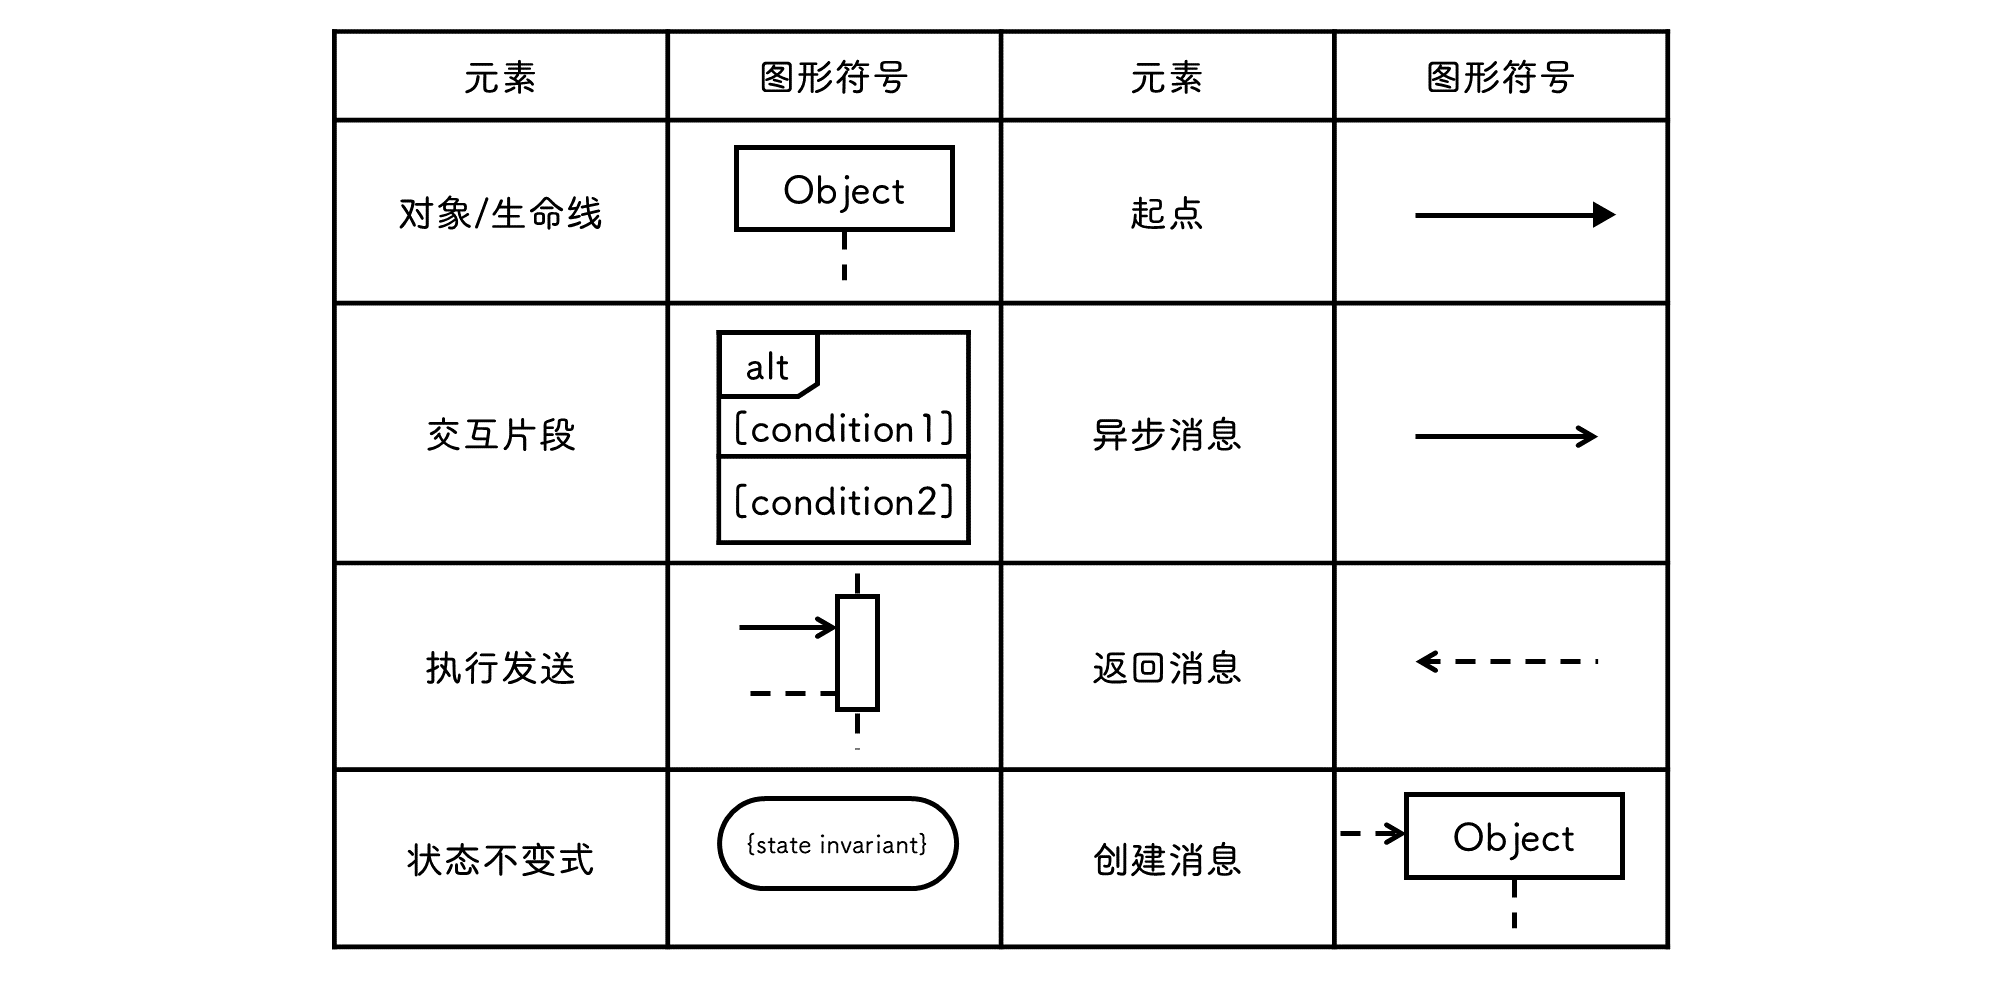 元素
图形符号
元素
图形符号
对象/生命线
Object
起点
交互片段
alt
[condition1]
[condition2]
异步消息
执行发送
返回消息
状态不变式
{state invariant}
创建消息
Object